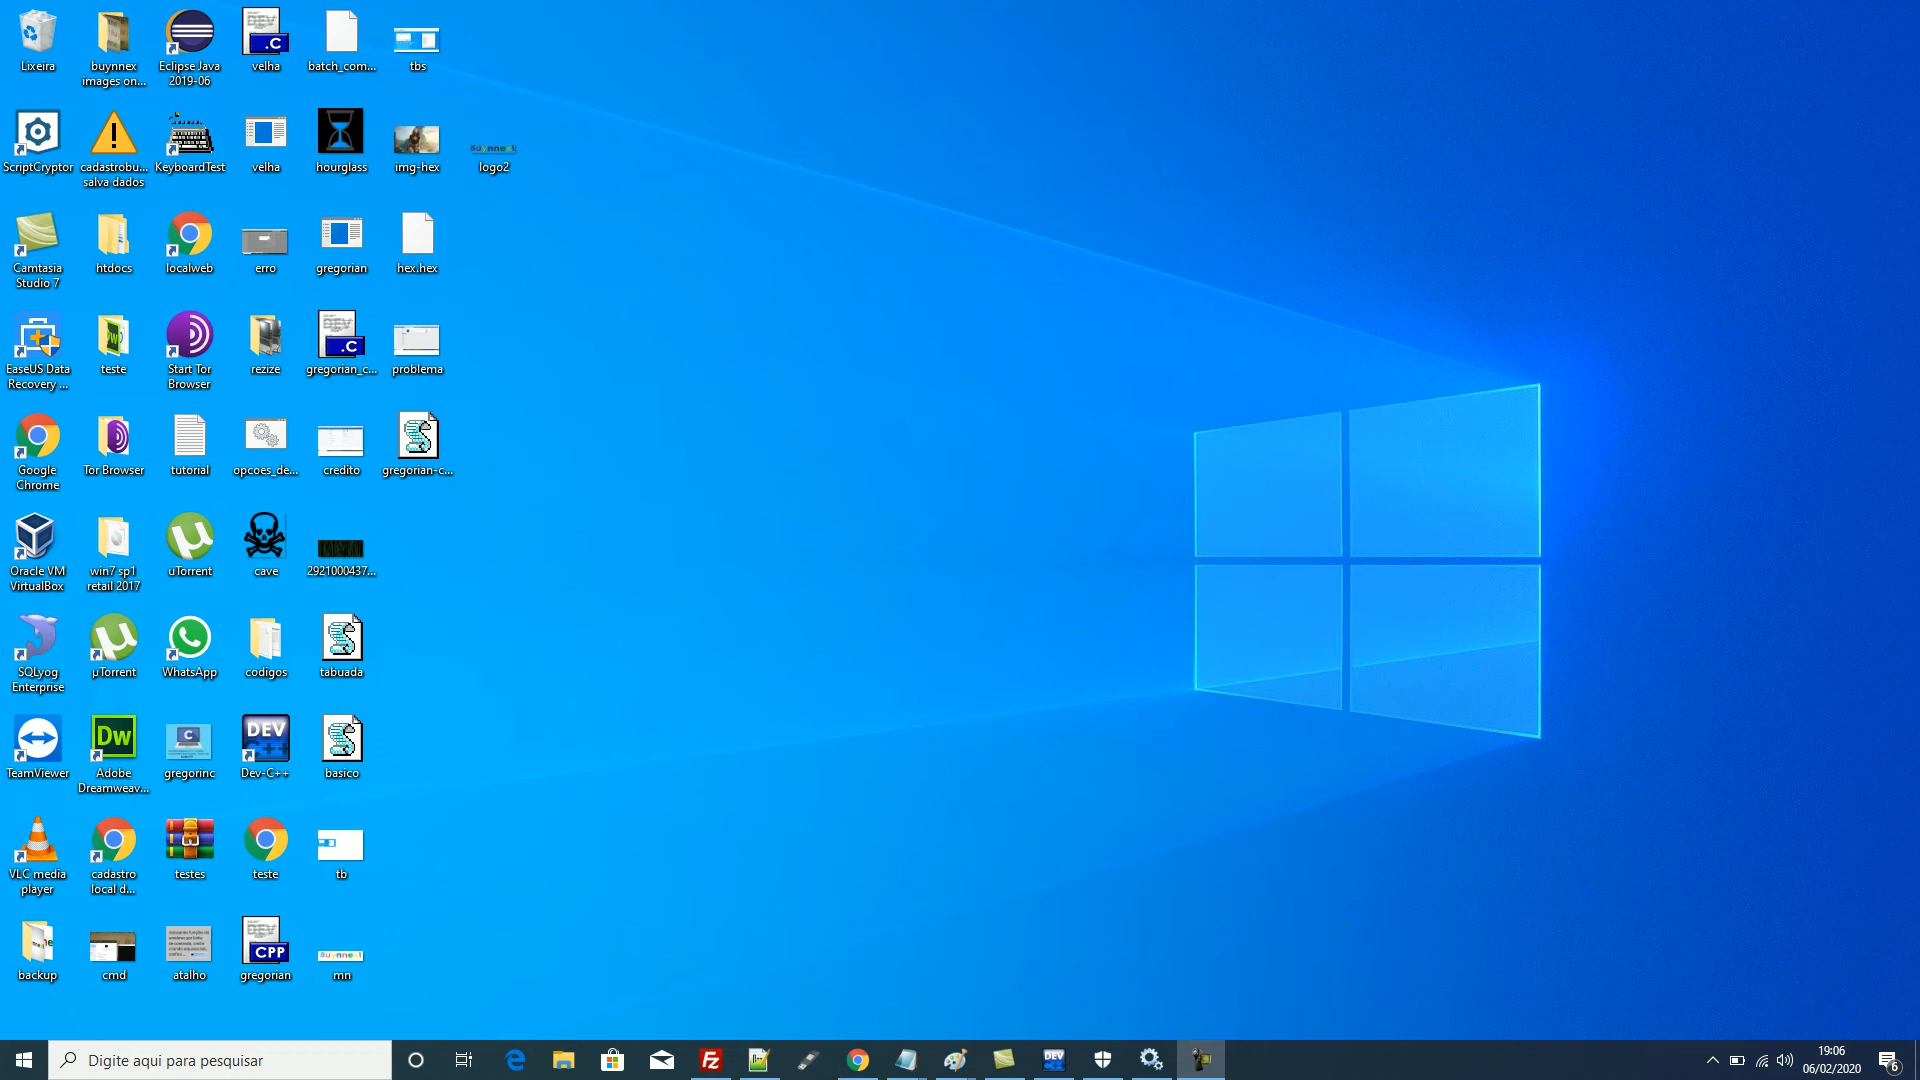 Lixeira
buynnex
images on...
Eclipse Java
2019-06
velha
batch_com...
tbs
ScriptCryptor
cadastrobu...
salva dados
KeyboardTest
velha
hourglass
img-hex
logo2
Camtasia
Studio 7
htdocs
localweb
erro
gregorian
hex.hex
EaseUS Data
Recovery ...
teste
Start Tor
Browser
rezize
gregorian_c...
problema
Google
Chrome
Tor Browser
tutorial
opcoes_de...
credito
gregorian-c...
Oracle VM
VirtualBox
win7 sp1
retail 2017
uTorrent
cave
2921000437...
SQLyog
Enterprise
µTorrent
WhatsApp
codigos
tabuada
TeamViewer
Dw
Adobe
Dreamweav...
gregorinc
DEV
C++
Dev-C++
basico
VLC media
player
cadastro
local d...
testes
teste
tb
backup
cmd
atalho
CPP
gregorian
mn
Digite aqui para pesquisar
19:06
06/02/2020
6